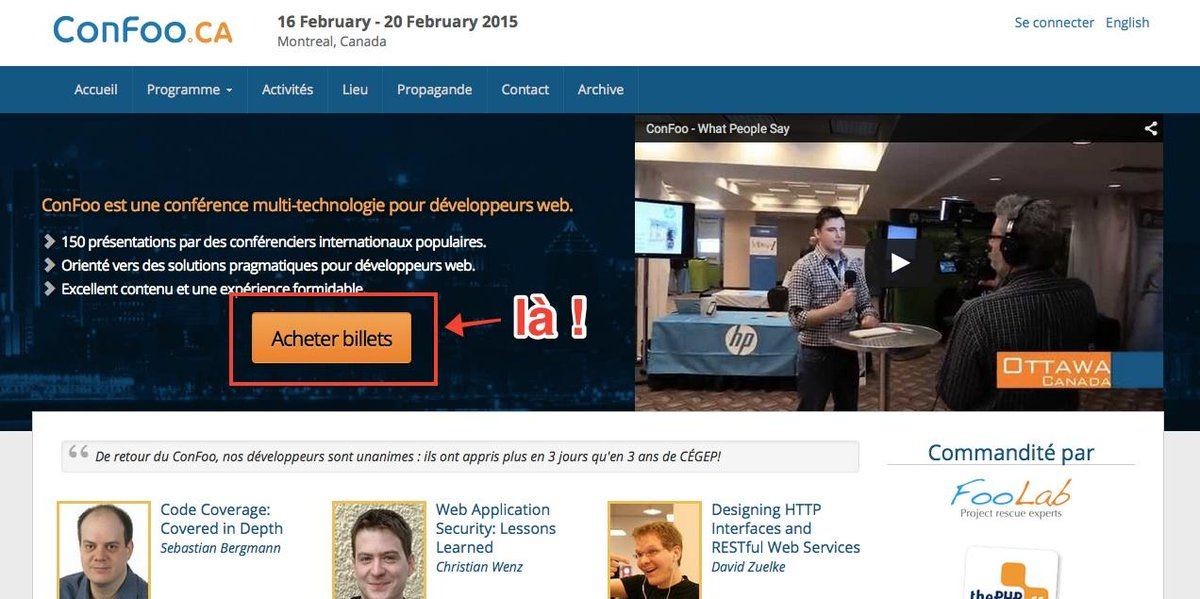 ConFoo.CA
16 February - 20 February 2015
Montreal, Canada
Se connecter English
Accueil Programme Activités Lieu Propagande Contact Archive
ConFoo - What People Say
ConFoo est une conférence multi-technologie pour développeurs web.
150 présentations par des conférenciers internationaux populaires.
Orienté vers des solutions pragmatiques pour développeurs web.
Excellent contenu et une expérience formidable.
Acheter billets
là !
hp
OTTAWA
CANADA
De retour du ConFoo, nos développeurs sont unanimes : ils ont appris plus en 3 jours qu'en 3 ans de CÉGEP!
Commandité par
FooLab
Project rescue experts
thePHP.cc
Code Coverage:
Covered in Depth
Sebastian Bergmann
Web Application
Security: Lessons
Learned
Christian Wenz
Designing HTTP
Interfaces and
RESTful Web Services
David Zuelke